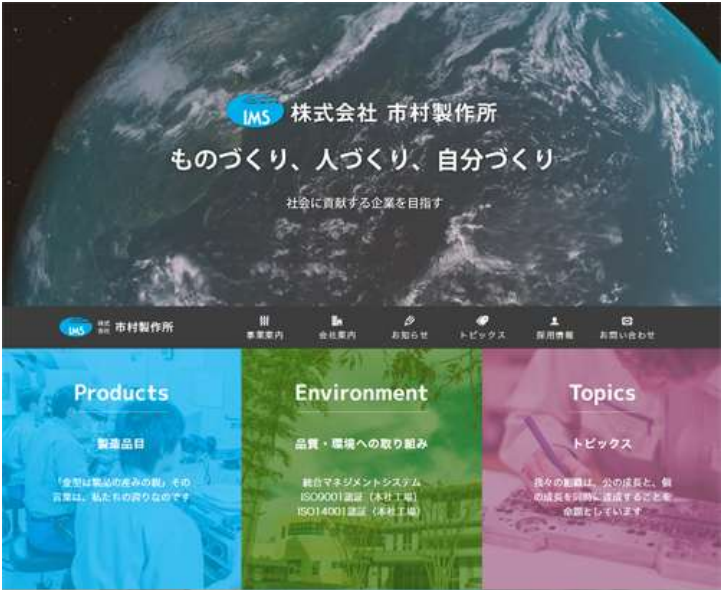 IMS 株式会社 市村製作所
ものづくり、人づくり、自分づくり
社会に貢献する企業を目指す
IMS 株式会社 市村製作所
事業案内 会社案内 お知らせ トピックス 採用情報 お問い合わせ
Products
製造品目
「金型は製品の産みの親」その
言葉は、私たちの誇りなのです
Environment
品質・環境への取り組み
統合マネジメントシステム
ISO9001認証（本社工場）
ISO14001認証（本社工場）
Topics
トピックス
我々の組織は、公の成長と、個
の成長を同時に達成することを
命題としています